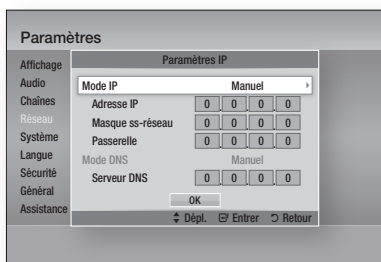 Paramètres
Affichage
Audio
Chaînes
Réseau
Système
Langue
Sécurité
Général
Assistance
Paramètres IP
Mode IP Manuel
Adresse IP 0 . 0 . 0 . 0
Masque ss-réseau 0 . 0 . 0 . 0
Passerelle 0 . 0 . 0 . 0
Mode DNS Manuel
Serveur DNS 0 . 0 . 0 . 0
OK
Dépl. Entrer Retour